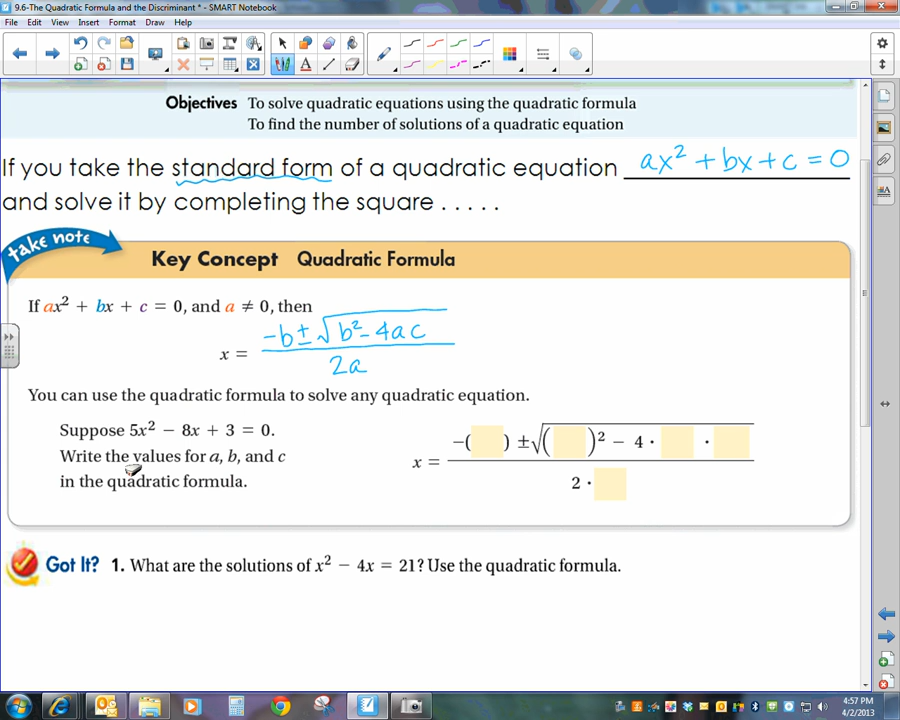 9.6-The Quadratic Formula and the Discriminant * - SMART Notebook
File Edit View Insert Format Draw Help
Objectives To solve quadratic equations using the quadratic formula
To find the number of solutions of a quadratic equation
If you take the standard form of a quadratic equation ax² + bx + c = 0
and solve it by completing the square . . . . .
take note
Key Concept Quadratic Formula
If ax² + bx + c = 0, and a ≠ 0, then
x = (-b ± √(b² - 4ac)) / 2a
You can use the quadratic formula to solve any quadratic equation.
Suppose 5x² − 8x + 3 = 0.
Write the values for a, b, and c
in the quadratic formula.
x = (−( ) ± √(( )² − 4 · · )) / 2 ·
Got It? 1. What are the solutions of x² − 4x = 21? Use the quadratic formula.
4:57 PM
4/2/2013